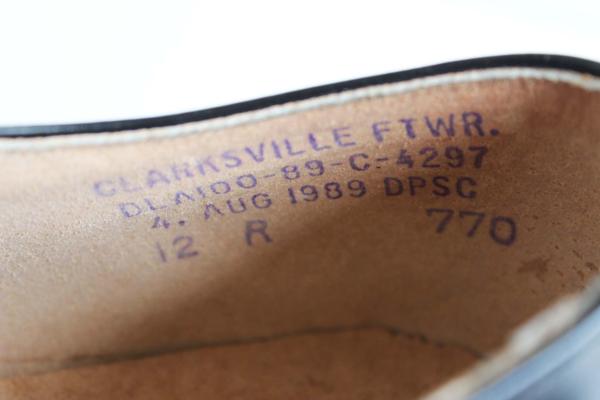 CLARKSVILLE FTWR.
DLA100-89-C-4297
4. AUG 1989 DPSC
12 R 770